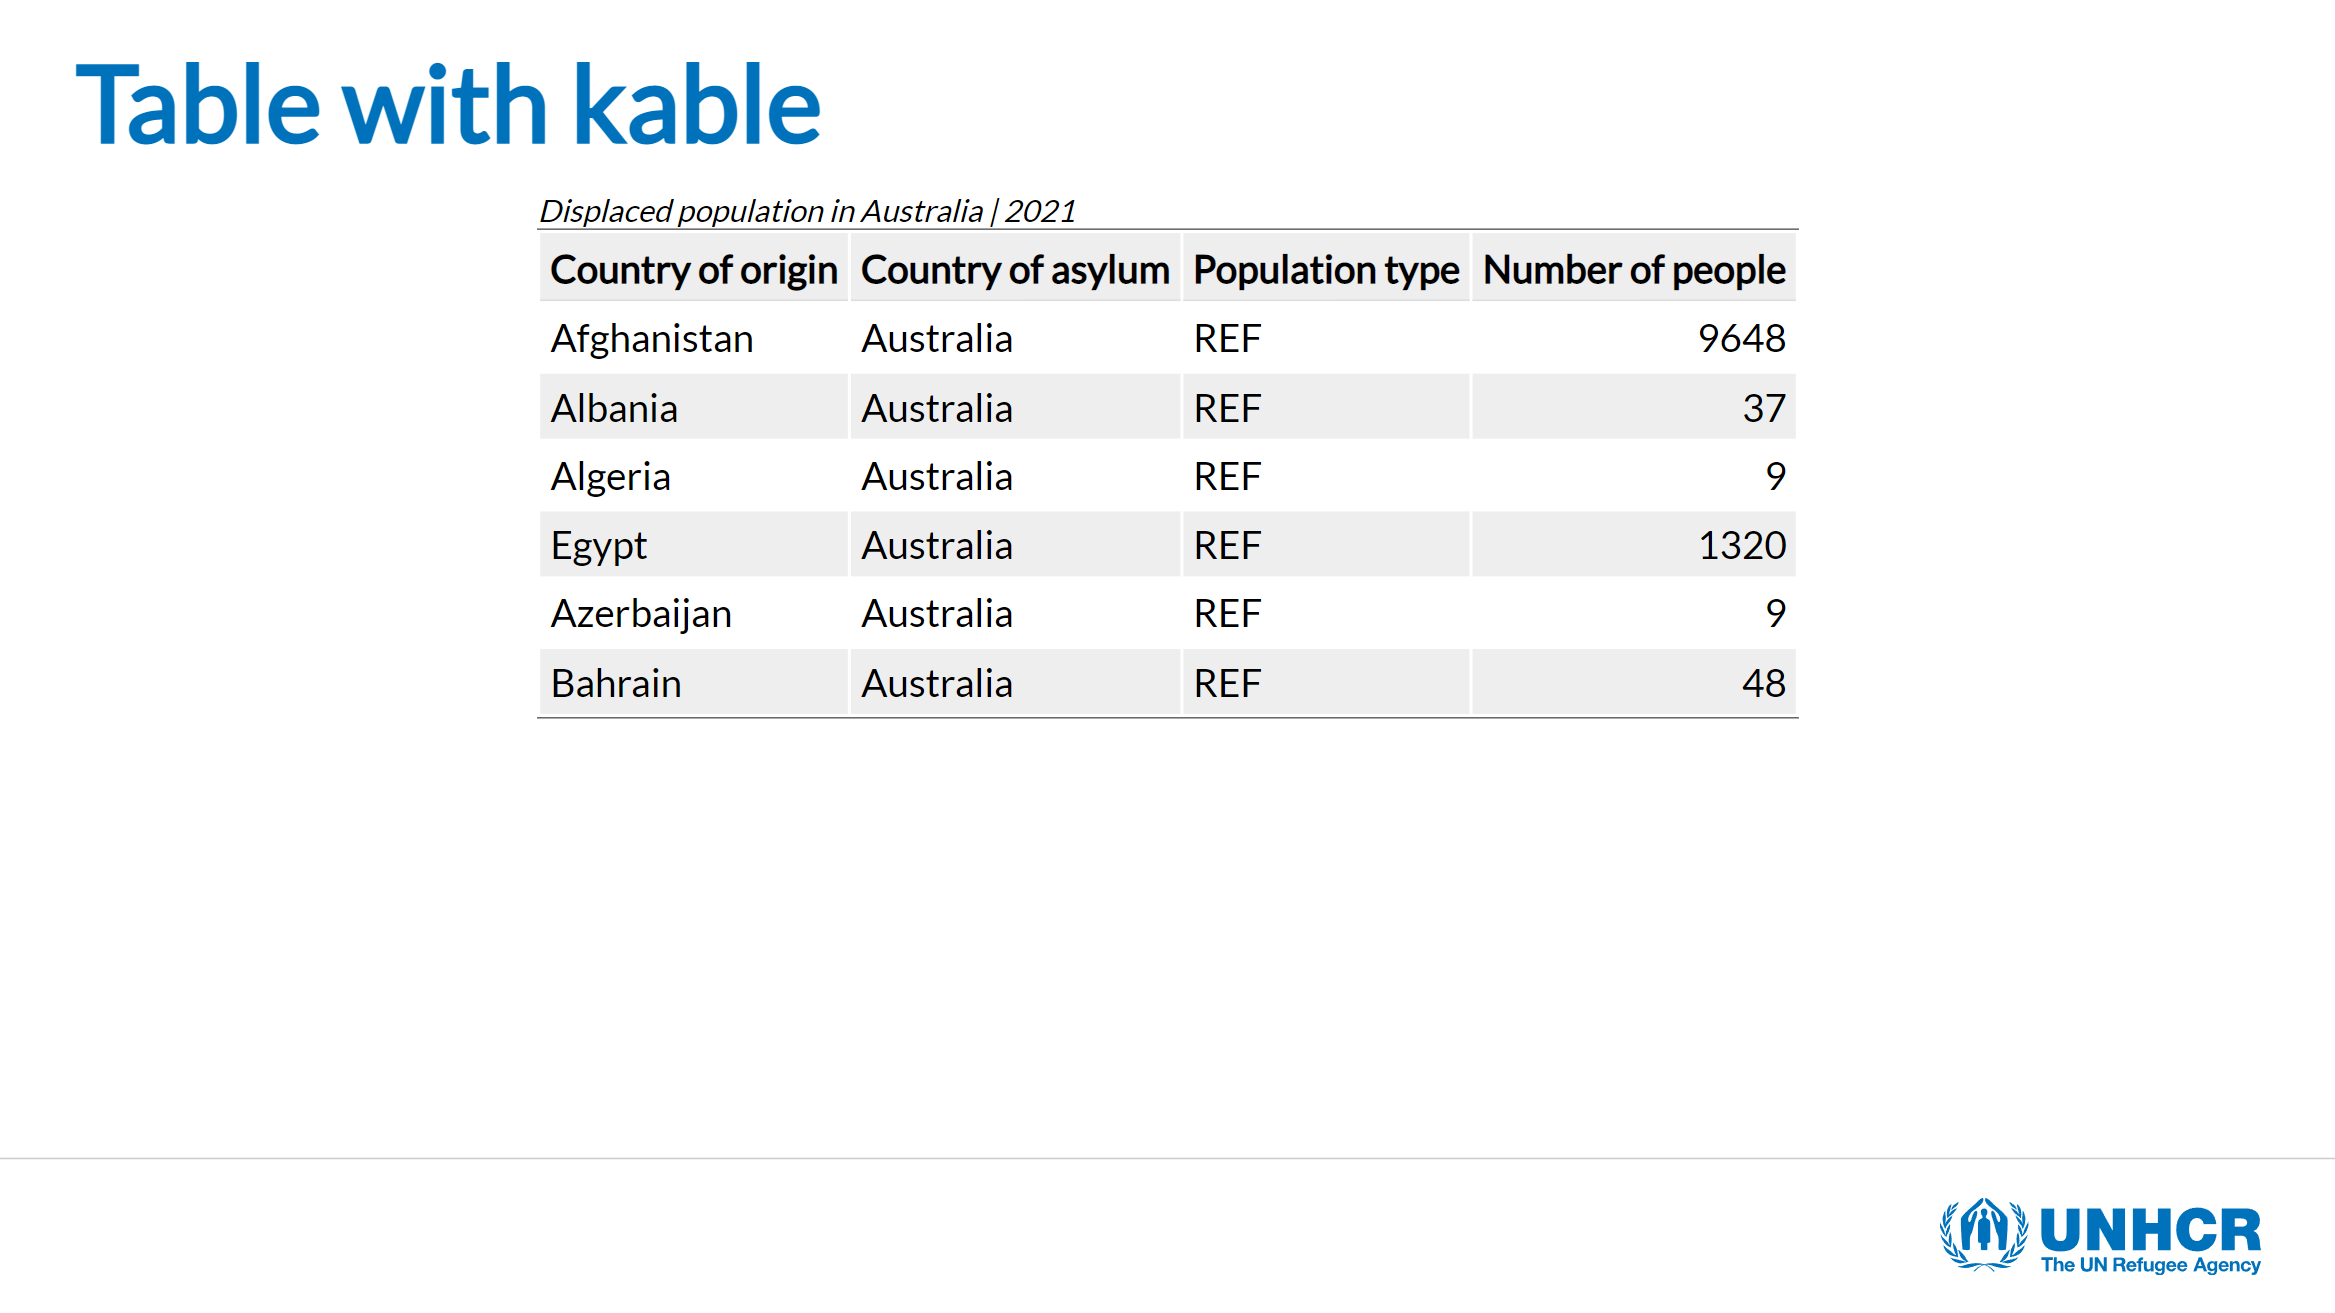 Table with kable
Displaced population in Australia | 2021
Country of origin Country of asylum Population type Number of people
Afghanistan Australia REF 9648
Albania Australia REF 37
Algeria Australia REF 9
Egypt Australia REF 1320
Azerbaijan Australia REF 9
Bahrain Australia REF 48
UNHCR
The UN Refugee Agency